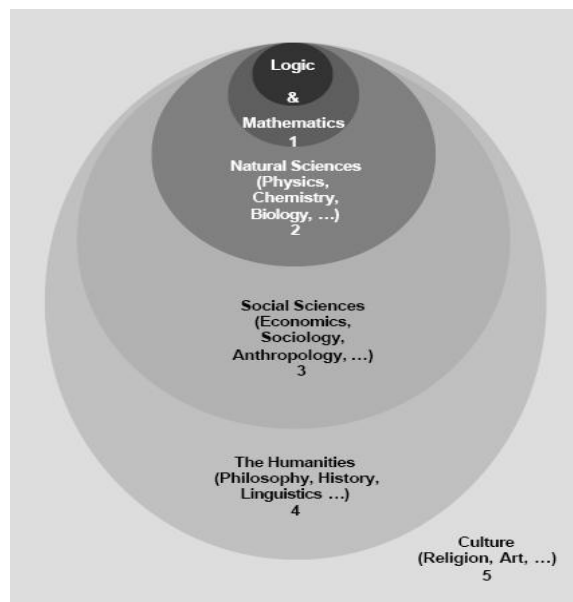 Logic
&
Mathematics
1
Natural Sciences
(Physics,
Chemistry,
Biology, ...)
2
Social Sciences
(Economics,
Sociology,
Anthropology, ...)
3
The Humanities
(Philosophy, History,
Linguistics ...)
4
Culture
(Religion, Art, ...)
5